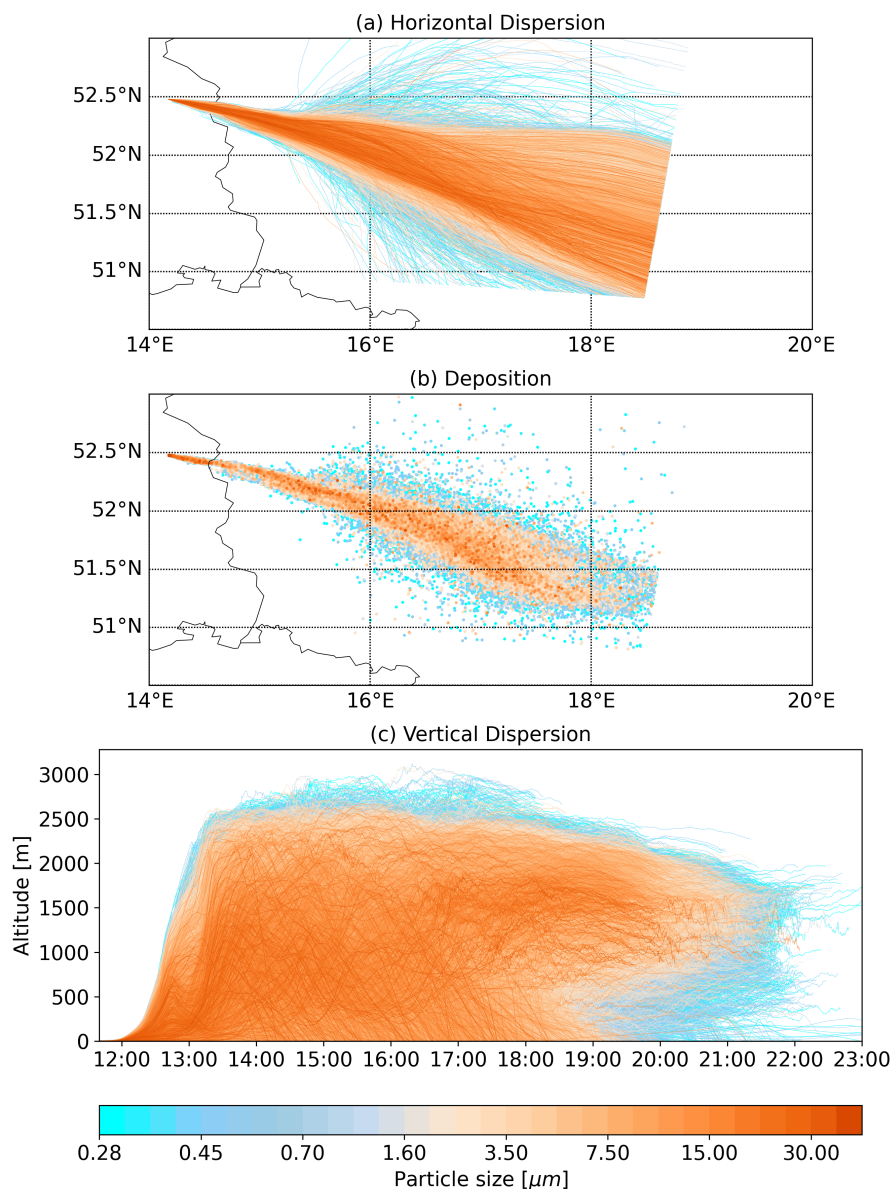 (a) Horizontal Dispersion
52.5°N
52°N
51.5°N
51°N
14°E 16°E 18°E 20°E
(b) Deposition
52.5°N
52°N
51.5°N
51°N
14°E 16°E 18°E 20°E
(c) Vertical Dispersion
3000
2500
2000
1500
1000
500
0
Altitude [m]
12:00 13:00 14:00 15:00 16:00 17:00 18:00 19:00 20:00 21:00 22:00 23:00
0.28 0.45 0.70 1.60 3.50 7.50 15.00 30.00
Particle size [μm]